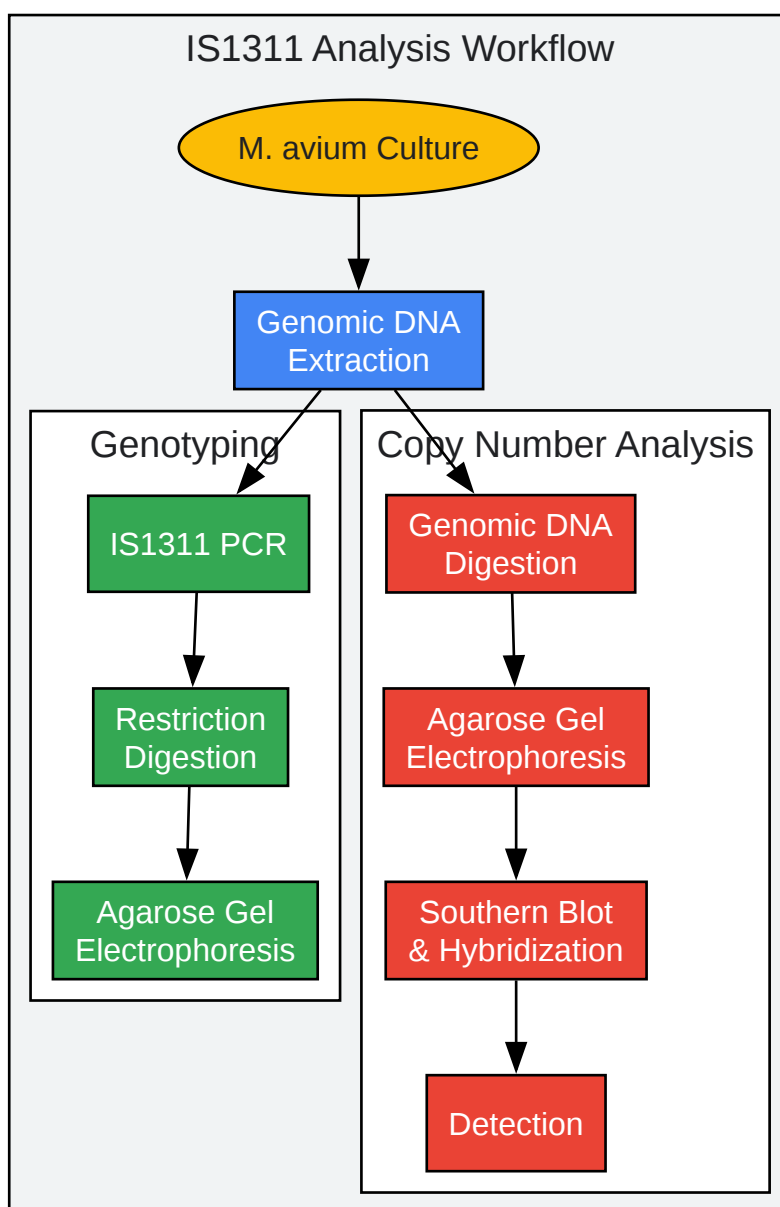 IS1311 Analysis Workflow
M. avium Culture
Genomic DNA
Extraction
Genotyping
IS1311 PCR
Restriction
Digestion
Agarose Gel
Electrophoresis
Copy Number Analysis
Genomic DNA
Digestion
Agarose Gel
Electrophoresis
Southern Blot
& Hybridization
Detection